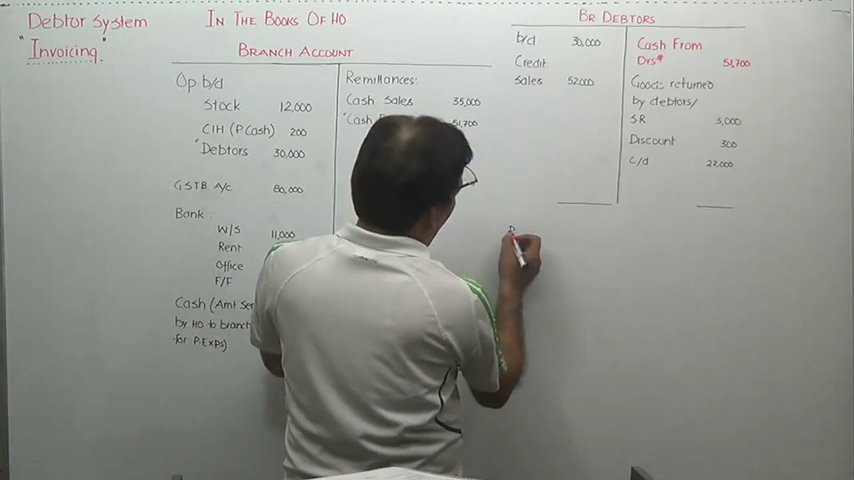 Debtor System
"Invoicing"
IN THE BOOKS OF HO
BRANCH ACCOUNT
Op b/d
Stock 12,000
CIH (P.Cash) 200
Debtors 30,000
GSTB A/c 80,000
Bank:
W/S 11,000
Rent
Office
F/F
Cash (Amt
by HO to branch
for P.Exps)
Remittances:
Cash Sales 35,000
Cash 51,700
BR DEBTORS
b/d 30,000
Credit
Sales 52,000
Cash From
Drs# 51,700
Goods returned
by debtors/
SR 3,000
Discount 300
c/d 27,000